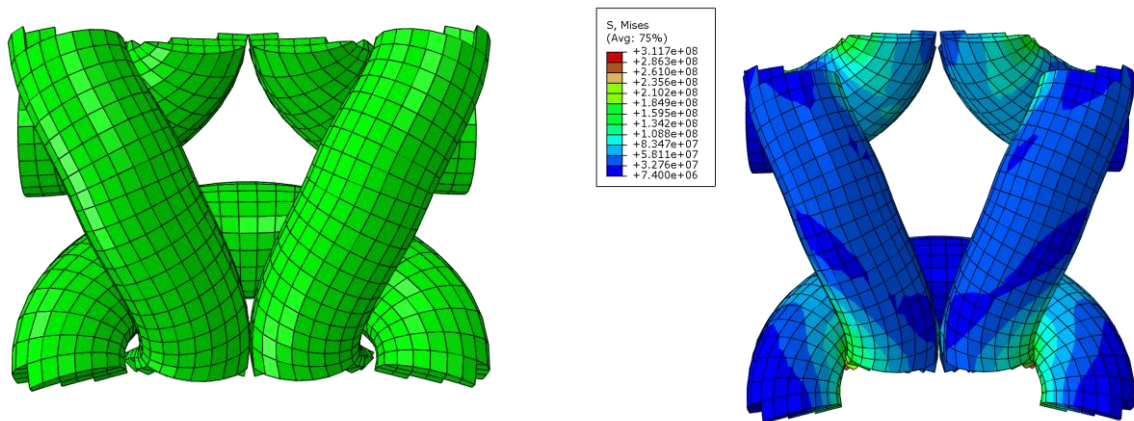 S, Mises
(Avg: 75%)
+3.117e+08
+2.863e+08
+2.610e+08
+2.356e+08
+2.102e+08
+1.849e+08
+1.595e+08
+1.342e+08
+1.088e+08
+8.347e+07
+5.811e+07
+3.276e+07
+7.400e+06